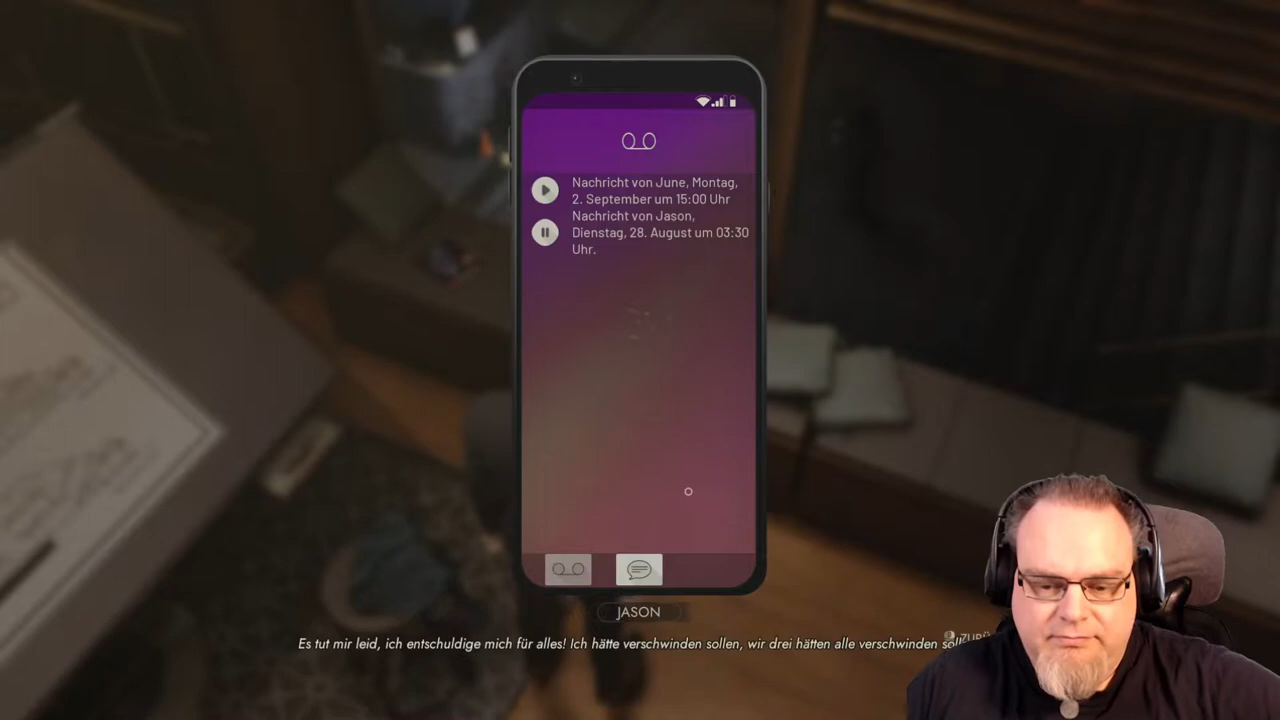 Nachricht von June, Montag,
2. September um 15:00 Uhr
Nachricht von Jason,
Dienstag, 28. August um 03:30
Uhr.
JASON
Es tut mir leid, ich entschuldige mich für alles! Ich hätte verschwinden sollen, wir drei hätten alle verschwinden